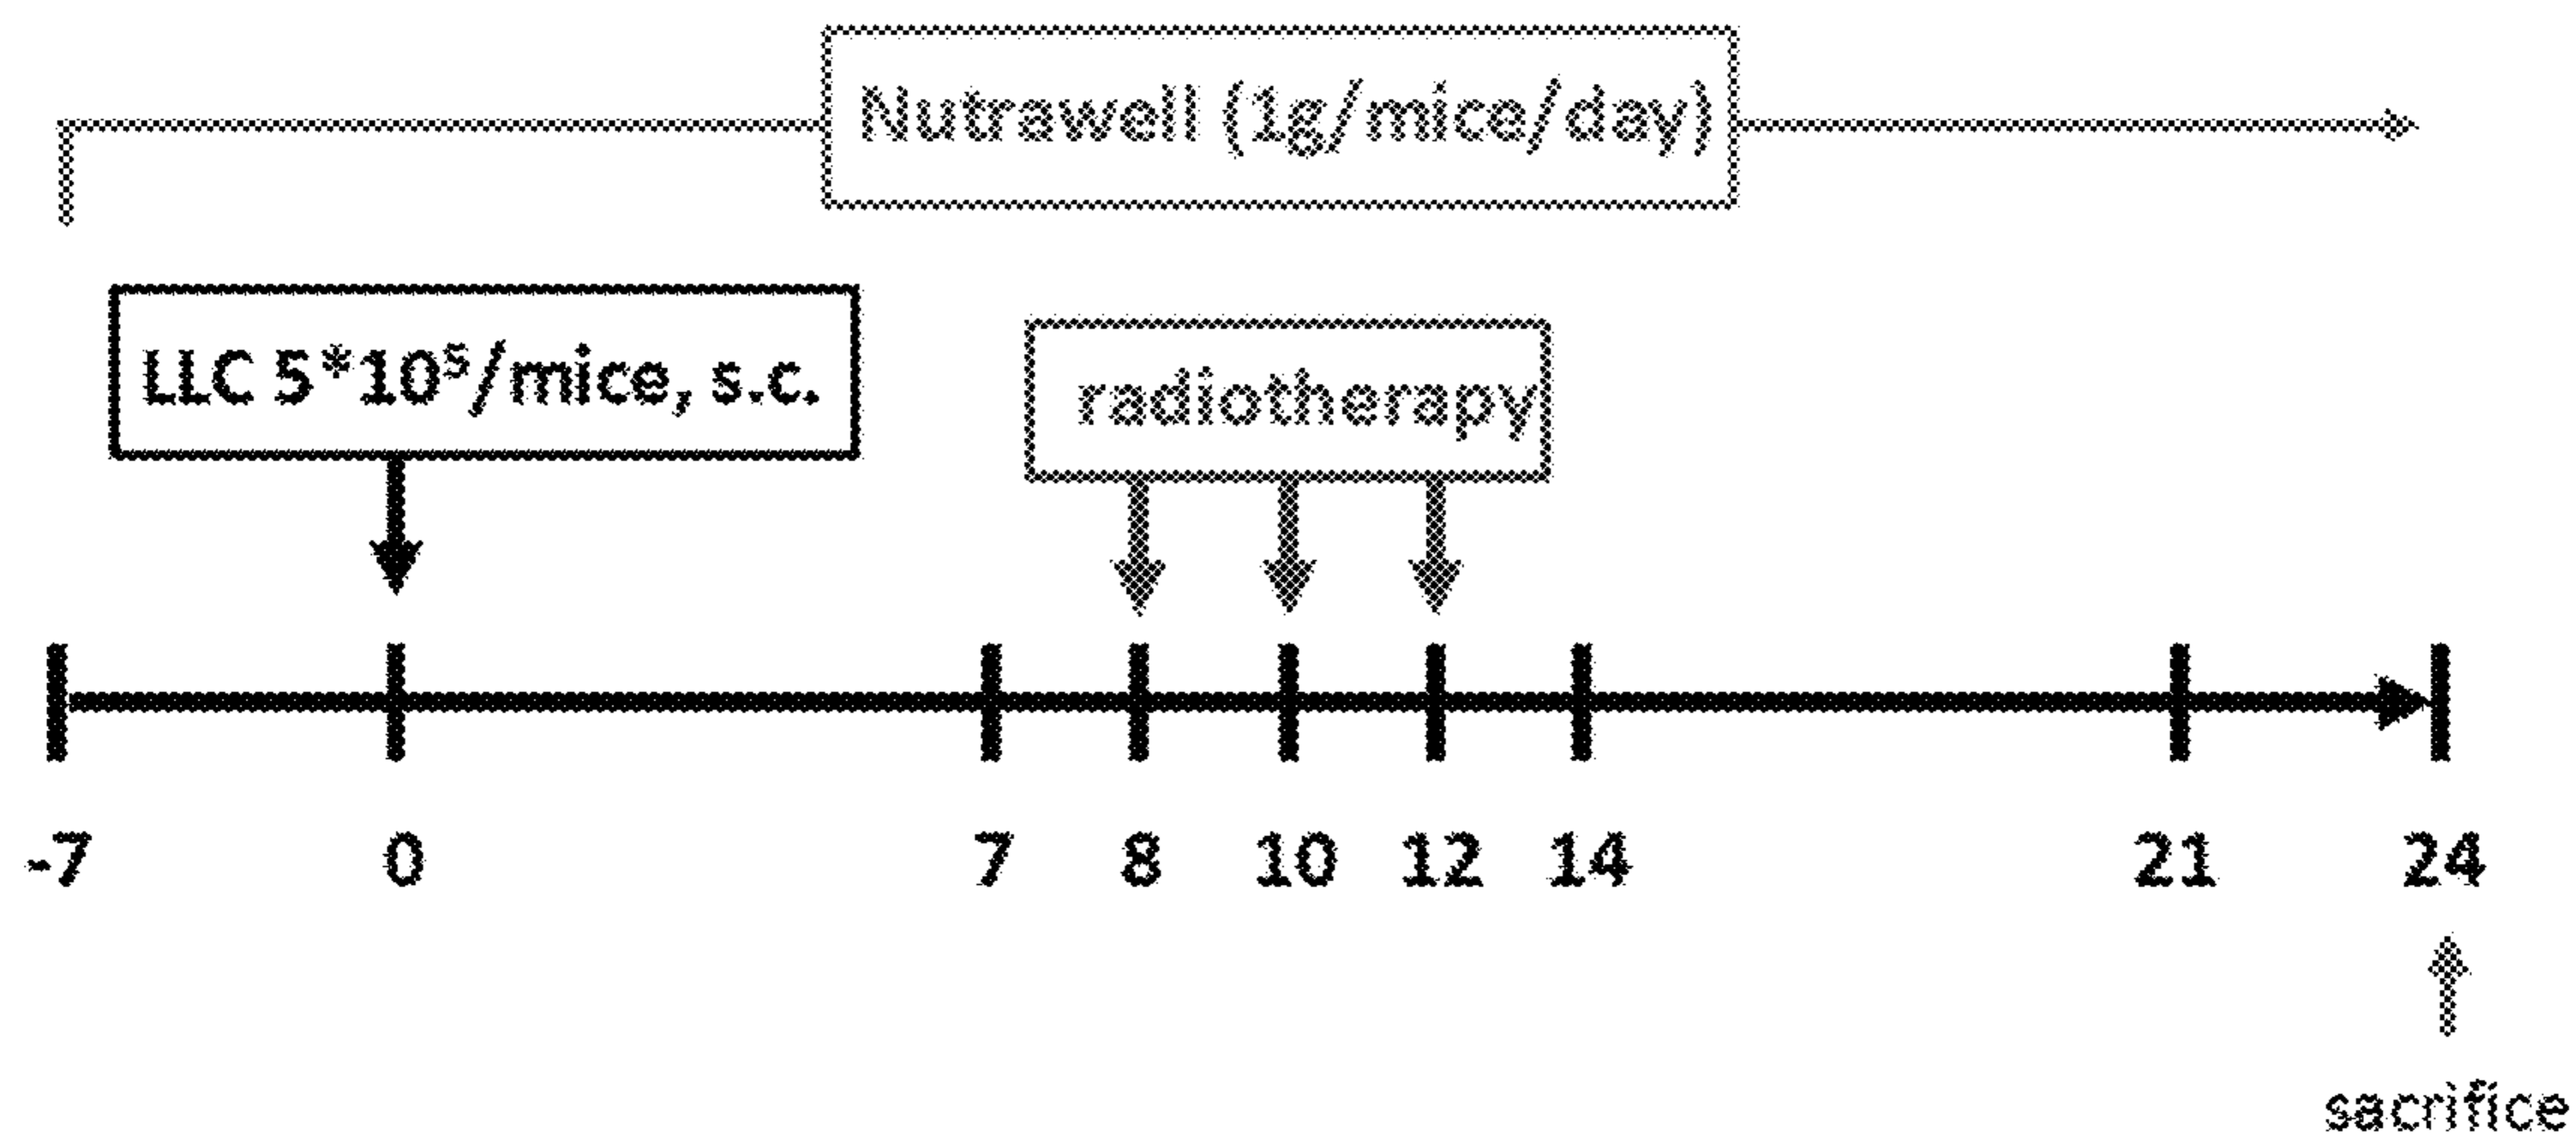 Nutrawell (1g/mice/day)
LLC 5*10⁵/mice, s.c.
radiotherapy
-7 0 7 8 10 12 14 21 24
sacrifice